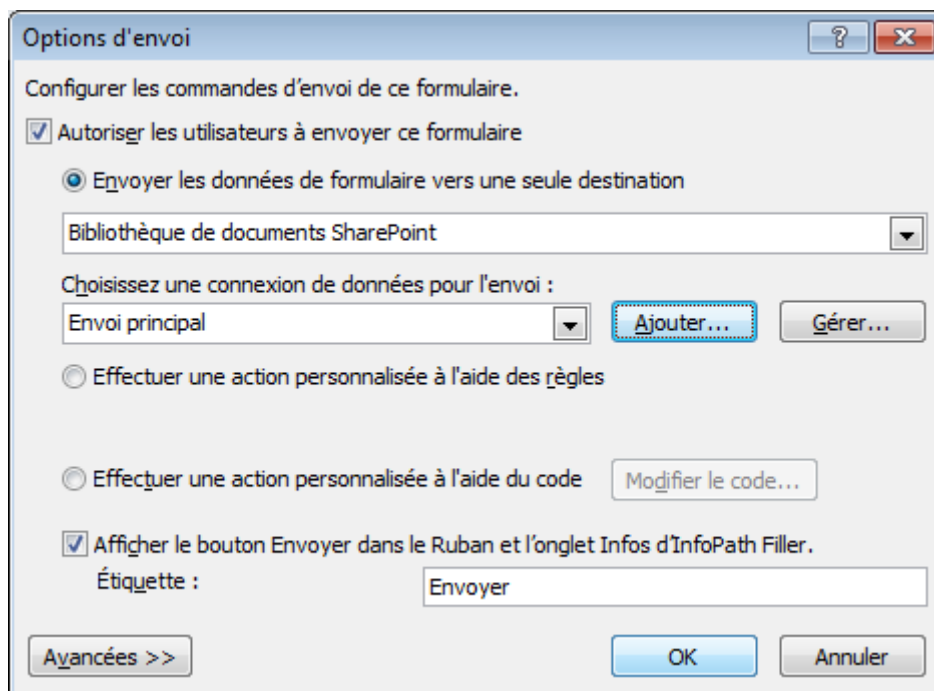 Options d'envoi
Configurer les commandes d’envoi de ce formulaire.
Autoriser les utilisateurs à envoyer ce formulaire
Envoyer les données de formulaire vers une seule destination
Bibliothèque de documents SharePoint
Choisissez une connexion de données pour l'envoi :
Envoi principal Ajouter... Gérer...
Effectuer une action personnalisée à l'aide des règles
Effectuer une action personnalisée à l'aide du code Modifier le code...
Afficher le bouton Envoyer dans le Ruban et l’onglet Infos d’InfoPath Filler.
Étiquette : Envoyer
Avancées >> OK Annuler